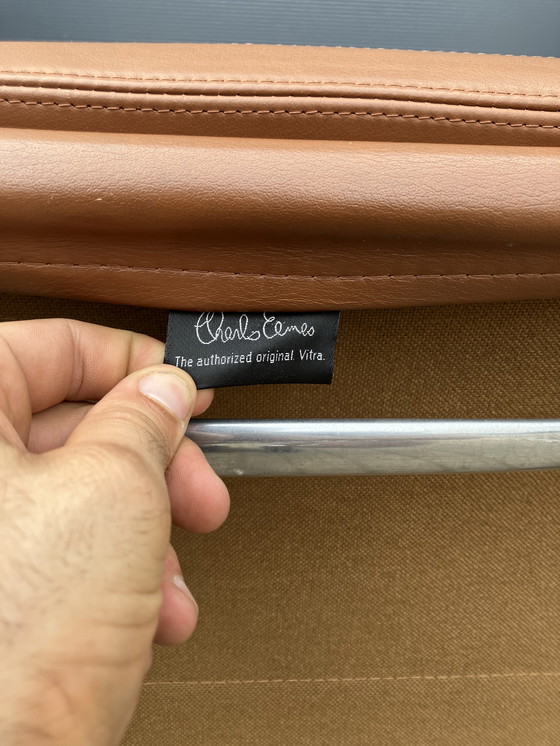 Charles Eames
The authorized original. Vitra.